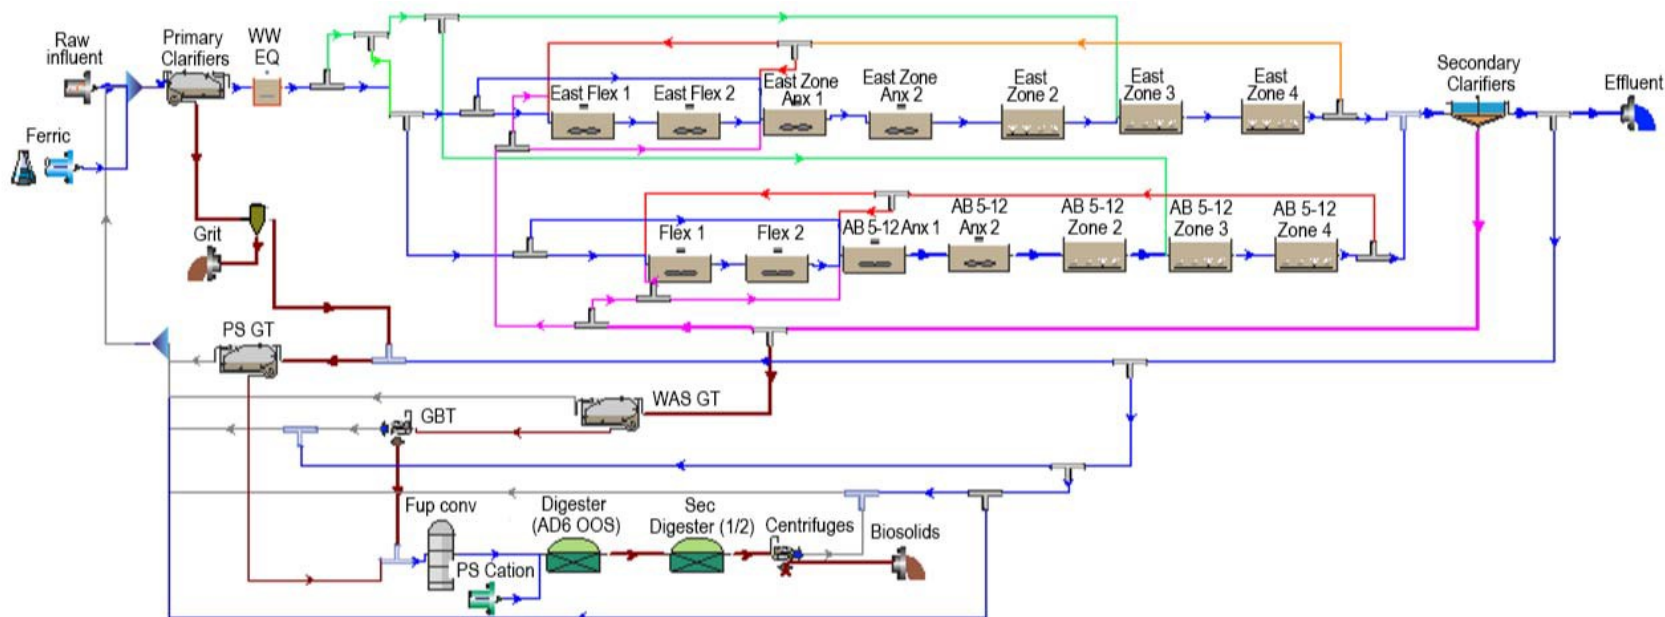 Raw
influent
Primary
Clarifiers
WW
EQ
Ferric
Grit
East Flex 1
East Flex 2
East Zone
Anx 1
East Zone
Anx 2
East
Zone 2
East
Zone 3
East
Zone 4
Secondary
Clarifiers
Effluent
Flex 1
Flex 2
AB 5-12 Anx 1
AB 5-12
Anx 2
AB 5-12
Zone 2
AB 5-12
Zone 3
AB 5-12
Zone 4
PS GT
WAS GT
GBT
Fup conv
Digester
(AD6 OOS)
Sec
Digester (1/2)
Centrifuges
Biosolids
PS Cation